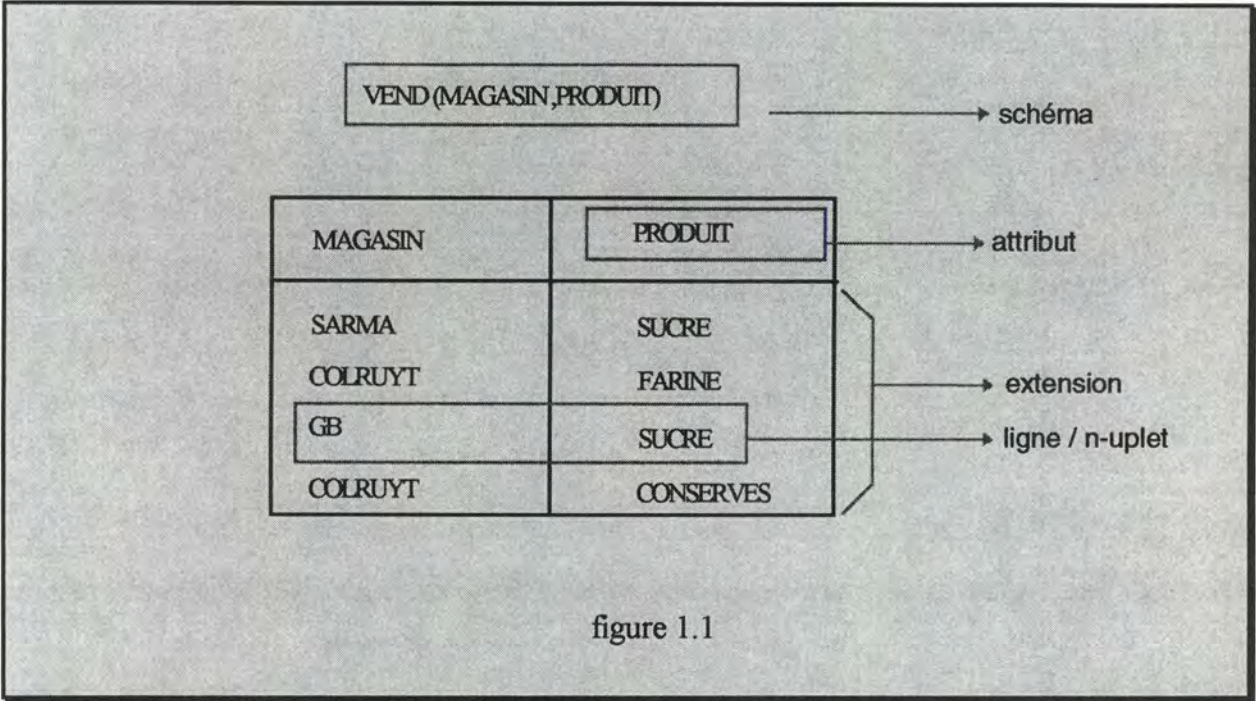 VEND (MAGASIN,PRODUIT)
schéma
MAGASIN PRODUIT
attribut
SARMA SUCRE
COLRUYT FARINE
extension
GB SUCRE
ligne / n-uplet
COLRUYT CONSERVES
figure 1.1